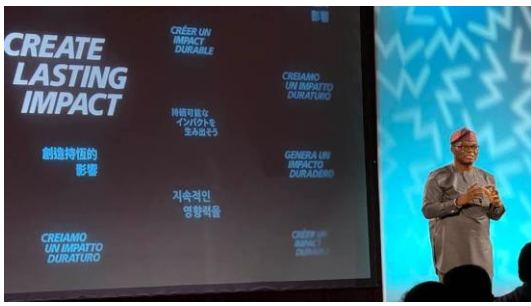 CREATE
LASTING
IMPACT
創造持恆的
影響
CREIAMO
UN IMPATTO
DURATURO
CRÉER UN
IMPACT
DURABLE
持続可能な
インパクトを
生み出そう
지속적인
영향력을
影響
CREIAMO
UN IMPATTO
DURATURO
GENERA UN
IMPACTO
DURADERO
CRÉER UN
IMPACT
DURABLE